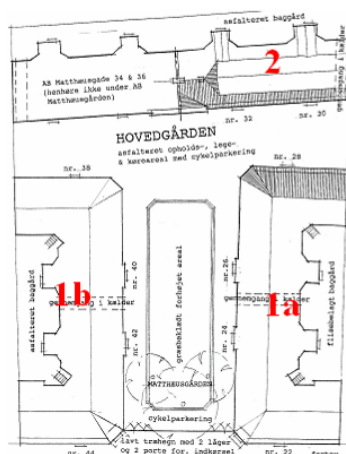 asfalteret baggård
2
AB Matthæusgade 34 & 36
(henhøre ikke under AB
Matthæusgården)
gennemgang i kælder
nr. 32
nr. 30
HOVEDGÅRDEN
asfalteret opholds-, lege-
& køreareal med cykelparkering
nr. 38
nr. 28
asfalteret baggård
1b
gennemgang i kælder
nr. 40
nr. 42
græsbeklædt forhøjet areal
nr.26
nr. 24
gennemgang i kælder
1a
flisebelagt baggård
MATTHÆUSGÅRDEN
cykelparkering
lavt træhegn med 2 låger
og 2 porte for. indkørsel
nr. 44
nr. 22